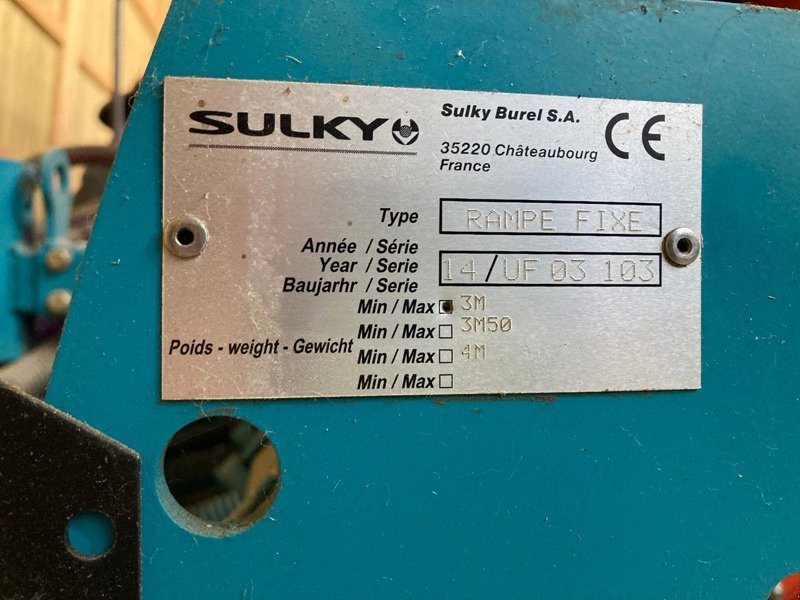 SULKY
Sulky Burel S.A.
35220 Châteaubourg
France
CE
Type RAMPE FIXE
Année / Série
Year / Serie 14/UF 03 103
Baujarhr / Serie
Min / Max 3M
Min / Max 3M50
Poids - weight - Gewicht
Min / Max 4M
Min / Max